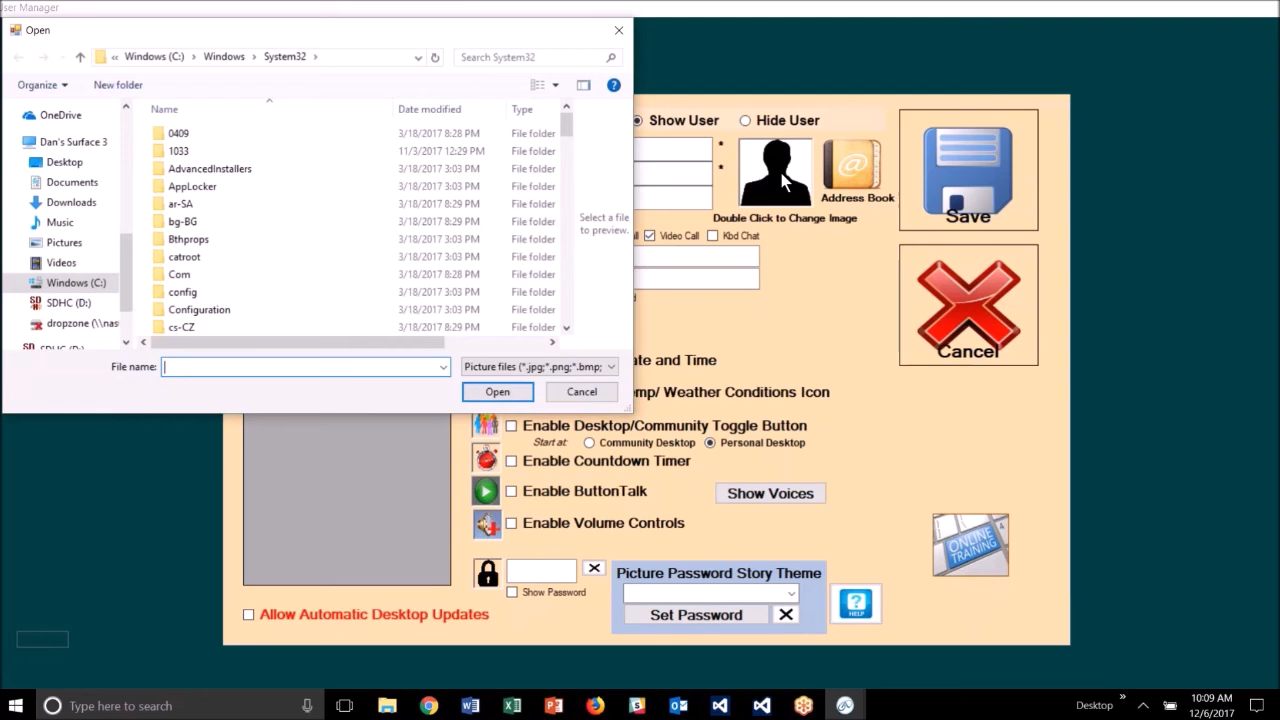 User Manager
Open
« Windows (C:) > Windows > System32 >
Search System32
Organize
New folder
Name
Date modified
Type
OneDrive
Dan's Surface 3
Desktop
Documents
Downloads
Music
Pictures
Videos
Windows (C:)
SDHC (D:)
dropzone (\\nas
SDHC (D:)
0409 3/18/2017 8:28 PM File folder
1033 11/3/2017 12:29 PM File folder
AdvancedInstallers 3/18/2017 3:03 PM File folder
AppLocker 3/18/2017 3:03 PM File folder
ar-SA 3/18/2017 8:29 PM File folder
bg-BG 3/18/2017 8:29 PM File folder
Bthprops 3/18/2017 3:03 PM File folder
catroot 3/18/2017 3:03 PM File folder
Com 3/18/2017 8:28 PM File folder
config 3/18/2017 3:03 PM File folder
Configuration 3/18/2017 3:03 PM File folder
cs-CZ 3/18/2017 8:29 PM File folder
Select a file
to preview.
File name:
Picture files (*.jpg;*.png;*.bmp;
Open
Cancel
Show User
Hide User
*
*
@
Address Book
Double Click to Change Image
Video Call
Kbd Chat
Save
Cancel
ate and Time
mp/ Weather Conditions Icon
Enable Desktop/Community Toggle Button
Start at:
Community Desktop
Personal Desktop
Enable Countdown Timer
Enable ButtonTalk
Show Voices
Enable Volume Controls
Show Password
Picture Password Story Theme
Set Password
X
? HELP
ONLINE
TRAINING
Allow Automatic Desktop Updates
Type here to search
Desktop
»
10:09 AM
12/6/2017